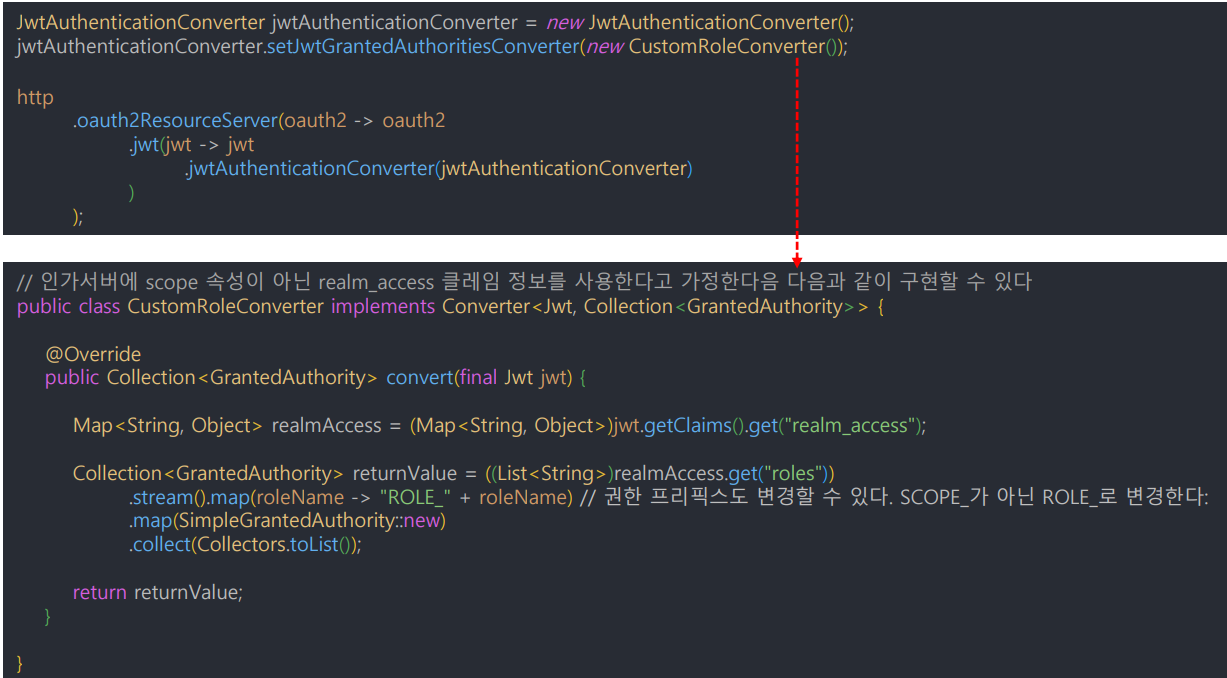 JwtAuthenticationConverter jwtAuthenticationConverter = new JwtAuthenticationConverter();
jwtAuthenticationConverter.setJwtGrantedAuthoritiesConverter(new CustomRoleConverter());
http
.oauth2ResourceServer(oauth2 -> oauth2
.jwt(jwt -> jwt
.jwtAuthenticationConverter(jwtAuthenticationConverter)
)
);
// 인가서버에 scope 속성이 아닌 realm_access 클레임 정보를 사용한다고 가정한다음 다음과 같이 구현할 수 있다
public class CustomRoleConverter implements Converter<Jwt, Collection<GrantedAuthority>> {
@Override
public Collection<GrantedAuthority> convert(final Jwt jwt) {
Map<String, Object> realmAccess = (Map<String, Object>)jwt.getClaims().get("realm_access");
Collection<GrantedAuthority> returnValue = ((List<String>)realmAccess.get("roles"))
.stream().map(roleName -> "ROLE_" + roleName) // 권한 프리픽스도 변경할 수 있다. SCOPE_가 아닌 ROLE_로 변경한다:
.map(SimpleGrantedAuthority::new)
.collect(Collectors.toList());
return returnValue;
}
}